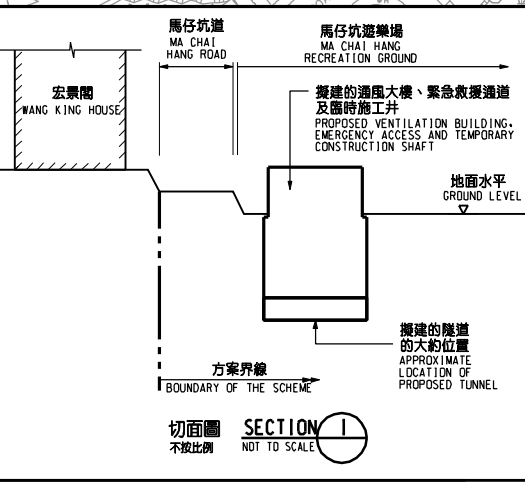 馬仔坑道
MA CHAI
HANG ROAD
馬仔坑遊樂場
MA CHAI HANG
RECREATION GROUND
宏景閣
WANG KING HOUSE
擬建的通風大樓、緊急救援通道
及臨時施工井
PROPOSED VENTILATION BUILDING,
EMERGENCY ACCESS AND TEMPORARY
CONSTRUCTION SHAFT
地面水平
GROUND LEVEL
擬建的隧道
的大約位置
APPROXIMATE
LOCATION OF
PROPOSED TUNNEL
方案界線
BOUNDARY OF THE SCHEME
切面圖 SECTION 1
不按比例 NOT TO SCALE